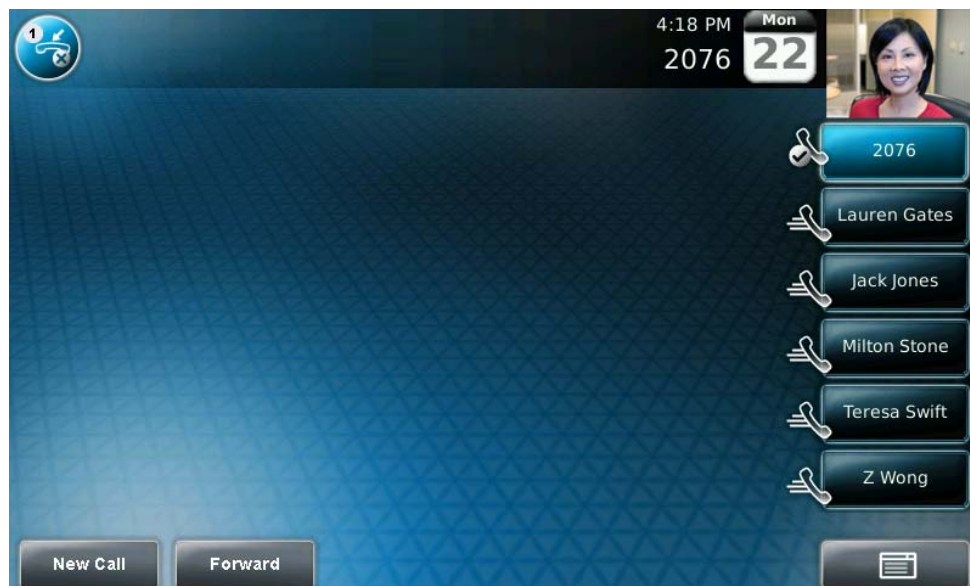 1
4:18 PM
Mon
2076
22
2076
Lauren Gates
Jack Jones
Milton Stone
Teresa Swift
Z Wong
New Call
Forward